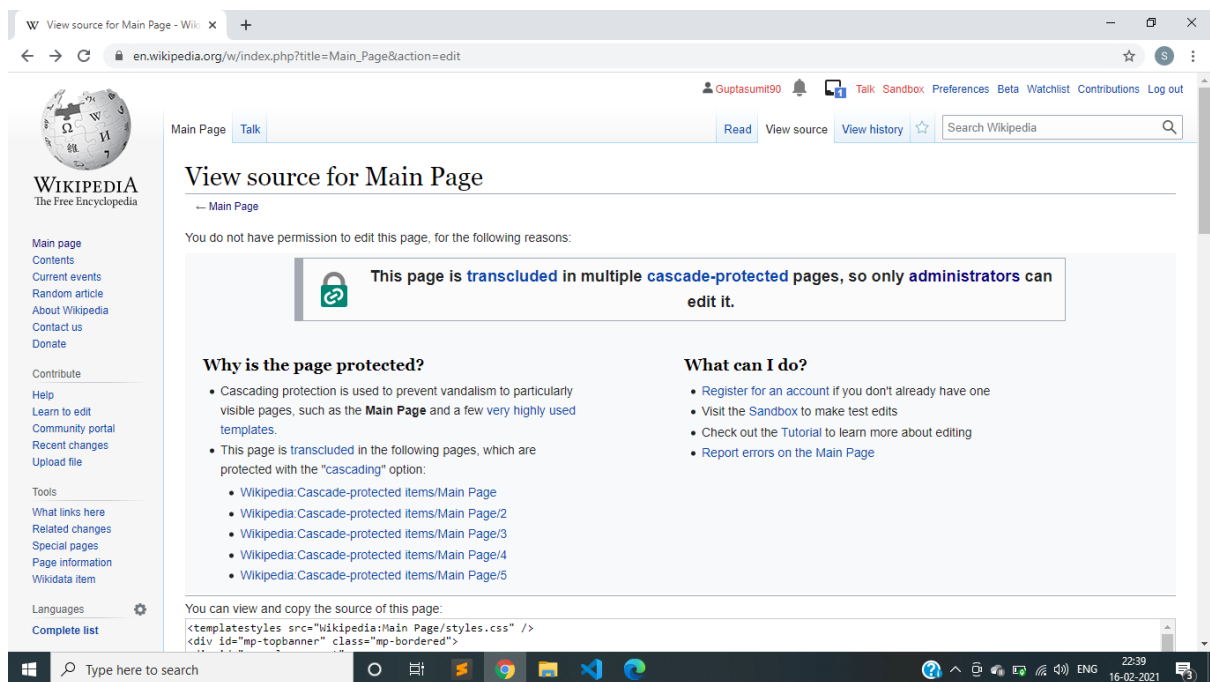 View source for Main Page - Wiki
en.wikipedia.org/w/index.php?title=Main_Page&action=edit
S
Guptasumit90 1 Talk Sandbox Preferences Beta Watchlist Contributions Log out
Main Page Talk Read View source View history Search Wikipedia
WIKIPEDIA
The Free Encyclopedia
Main page
Contents
Current events
Random article
About Wikipedia
Contact us
Donate
Contribute
Help
Learn to edit
Community portal
Recent changes
Upload file
Tools
What links here
Related changes
Special pages
Page information
Wikidata item
Languages
Complete list
View source for Main Page
← Main Page
You do not have permission to edit this page, for the following reasons:
This page is transcluded in multiple cascade-protected pages, so only administrators can
edit it.
Why is the page protected?
• Cascading protection is used to prevent vandalism to particularly
visible pages, such as the Main Page and a few very highly used
templates.
• This page is transcluded in the following pages, which are
protected with the "cascading" option:
• Wikipedia:Cascade-protected items/Main Page
• Wikipedia:Cascade-protected items/Main Page/2
• Wikipedia:Cascade-protected items/Main Page/3
• Wikipedia:Cascade-protected items/Main Page/4
• Wikipedia:Cascade-protected items/Main Page/5
What can I do?
• Register for an account if you don't already have one
• Visit the Sandbox to make test edits
• Check out the Tutorial to learn more about editing
• Report errors on the Main Page
You can view and copy the source of this page:
<templatestyles src="Wikipedia:Main Page/styles.css" />
<div id="mp-topbanner" class="mp-bordered">
Type here to search
ENG
22:39
16-02-2021
3